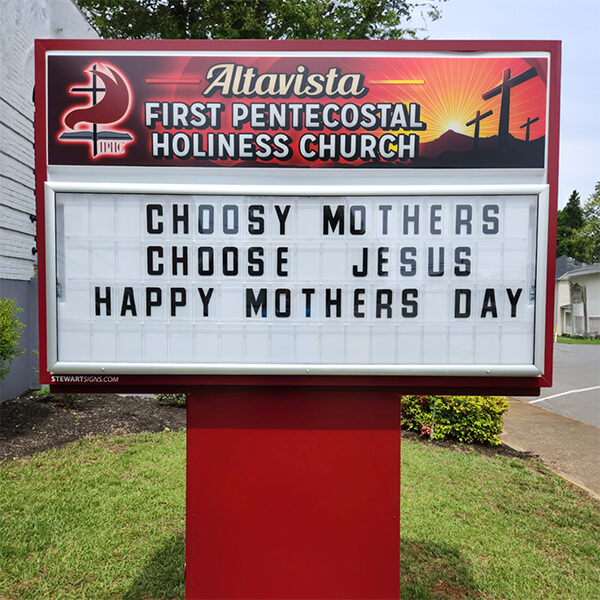 Altavista
FIRST PENTECOSTAL
HOLINESS CHURCH
IPHC
CHOOSY MOTHERS
CHOOSE JESUS
HAPPY MOTHERS DAY
STEWARTSIGNS.COM